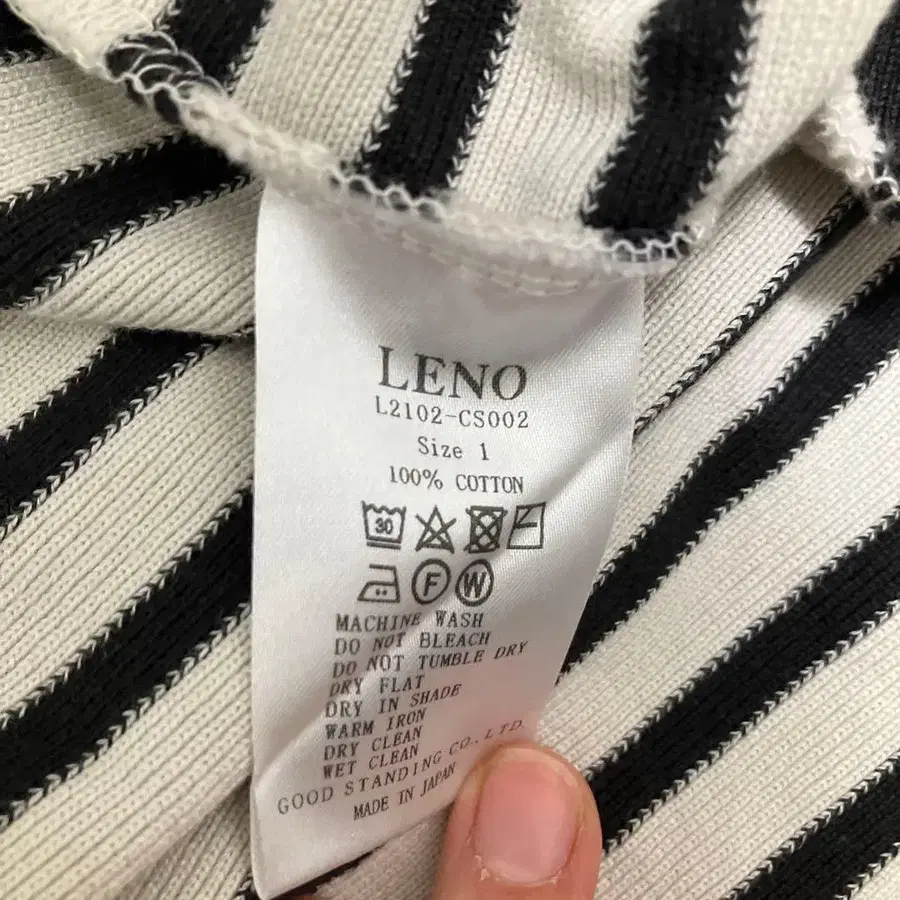 LENO
L2102-CS002
Size 1
100% COTTON
30
F W
MACHINE WASH
DO NOT BLEACH
DO NOT TUMBLE DRY
DRY FLAT
DRY IN SHADE
WARM IRON
DRY CLEAN
WET CLEAN
GOOD STANDING CO., LTD.
MADE IN JAPAN